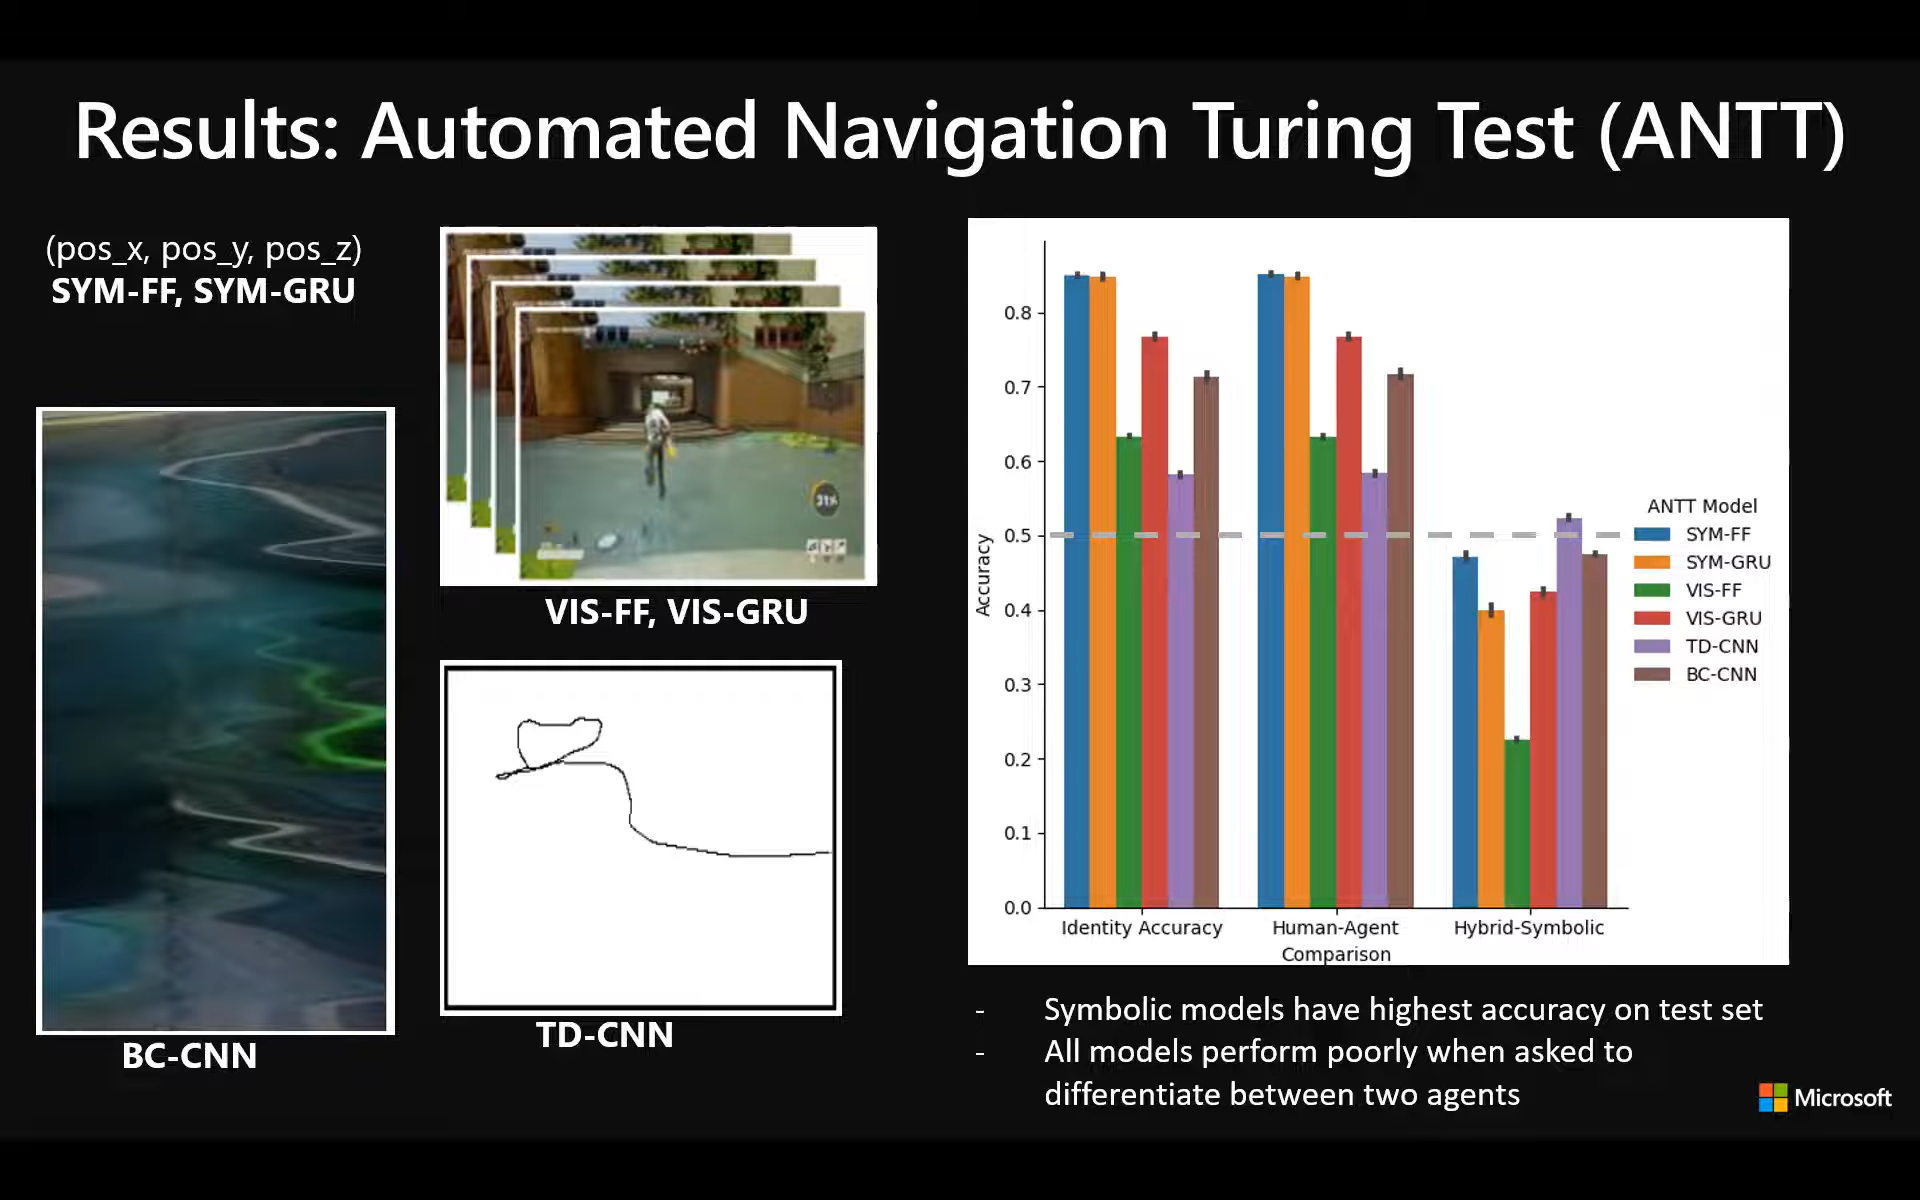 Results: Automated Navigation Turing Test (ANTT)
(pos_x, pos_y, pos_z)
SYM-FF, SYM-GRU
BC-CNN
31%
VIS-FF, VIS-GRU
TD-CNN
Accuracy
0.8
0.7
0.6
0.5
0.4
0.3
0.2
0.1
0.0
Identity Accuracy
Human-Agent
Comparison
Hybrid-Symbolic
ANTT Model
SYM-FF
SYM-GRU
VIS-FF
VIS-GRU
TD-CNN
BC-CNN
- Symbolic models have highest accuracy on test set
- All models perform poorly when asked to
differentiate between two agents
Microsoft